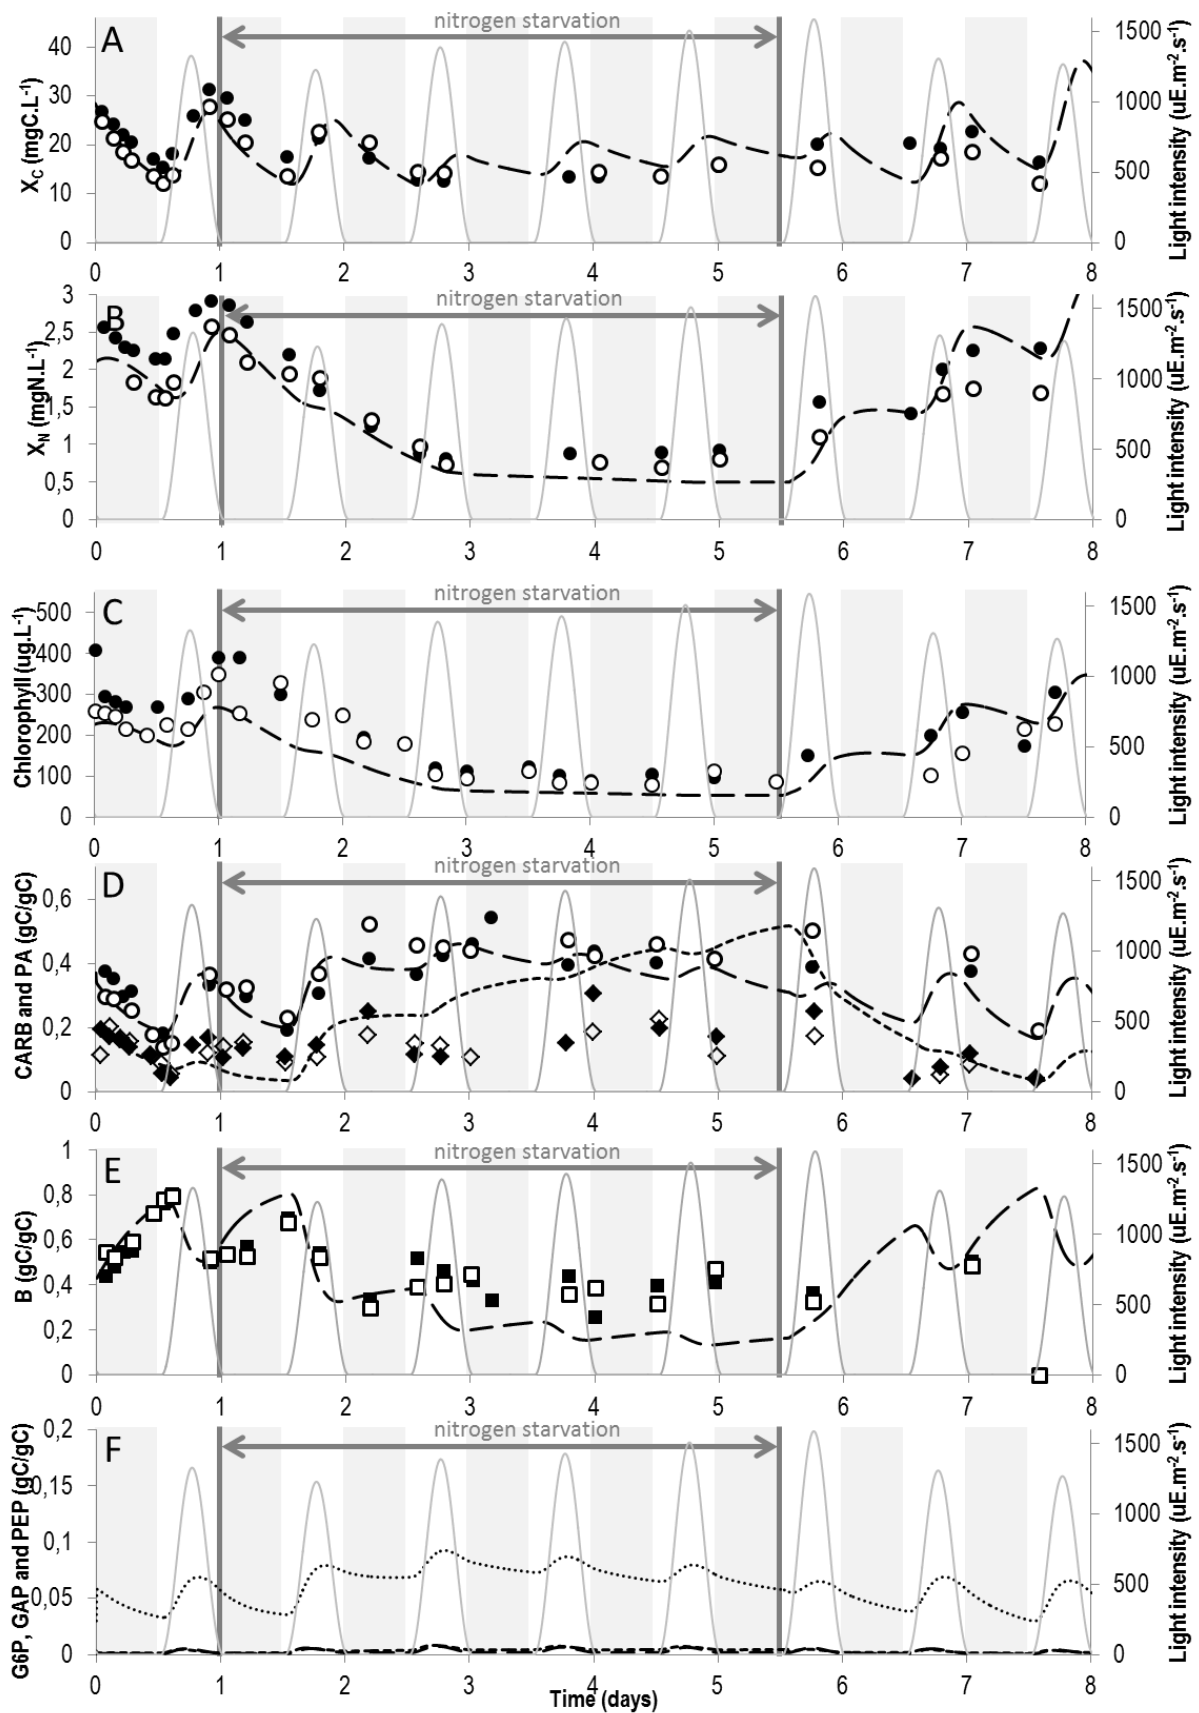 A
nitrogen starvation
X_C (mgC.L⁻¹)
40
30
20
10
0
1500
1000
500
0
Light intensity (uE.m⁻².s⁻¹)
0 1 2 3 4 5 6 7 8
B
nitrogen starvation
X_N (mgN.L⁻¹)
3
2,5
2
1,5
1
0,5
0
1500
1000
500
0
Light intensity (uE.m⁻².s⁻¹)
0 1 2 3 4 5 6 7 8
C
nitrogen starvation
Chlorophyll (ug.L⁻¹)
500
400
300
200
100
0
1500
1000
500
0
Light intensity (uE.m⁻².s⁻¹)
0 1 2 3 4 5 6 7 8
D
nitrogen starvation
CARB and PA (gC/gC)
0,6
0,4
0,2
0
1500
1000
500
0
Light intensity (uE.m⁻².s⁻¹)
0 1 2 3 4 5 6 7 8
E
nitrogen starvation
B (gC/gC)
1
0,8
0,6
0,4
0,2
0
1500
1000
500
0
Light intensity (uE.m⁻².s⁻¹)
0 1 2 3 4 5 6 7 8
F
nitrogen starvation
G6P, GAP and PEP (gC/gC)
0,2
0,15
0,1
0,05
0
1500
1000
500
0
Light intensity (uE.m⁻².s⁻¹)
0 1 2 3 4 5 6 7 8
Time (days)